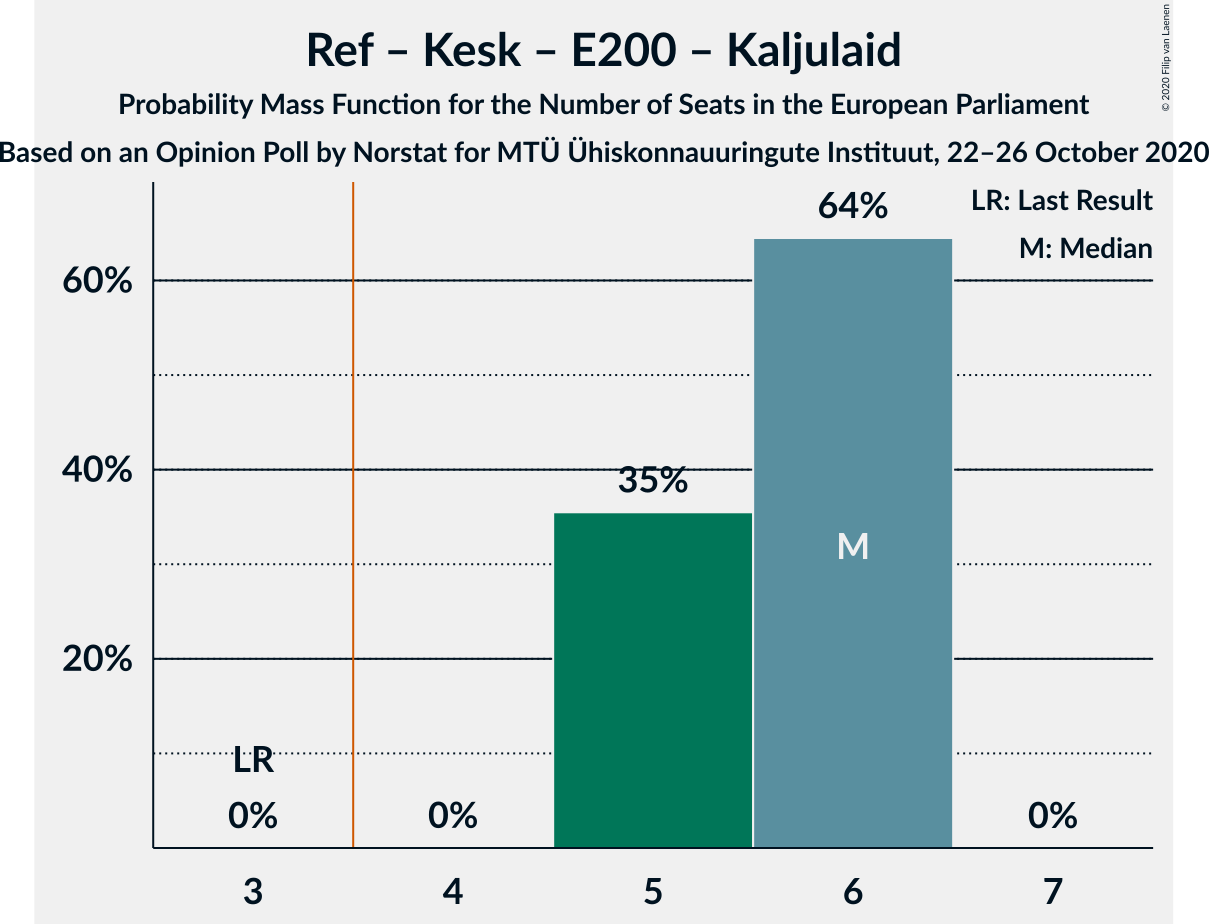 Ref – Kesk – E200 – Kaljulaid
Probability Mass Function for the Number of Seats in the European Parliament
Based on an Opinion Poll by Norstat for MTÜ Ühiskonnauuringute Instituut, 22–26 October 2020
© 2020 Filip van Laenen
LR: Last Result
M: Median
64%
60%
40%
35%
M
20%
LR
0%
0%
0%
3
4
5
6
7